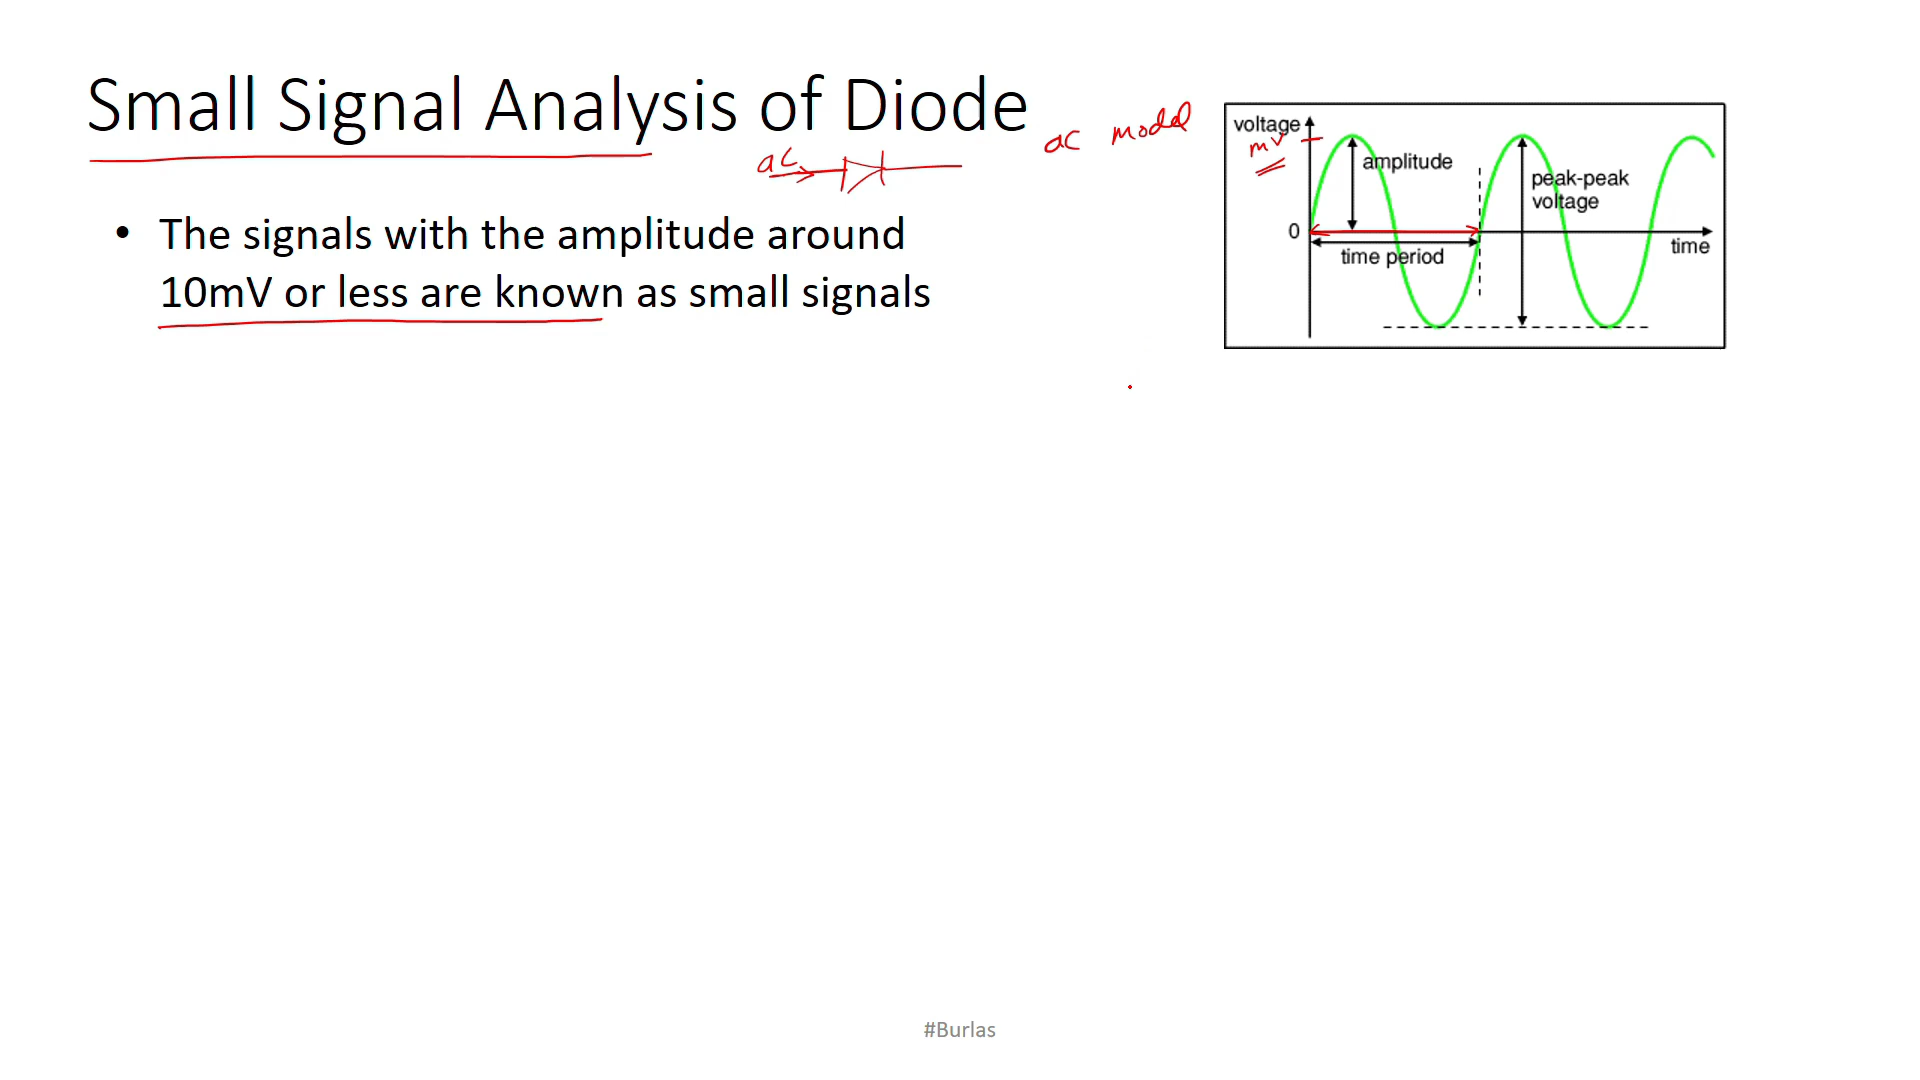 Small Signal Analysis of Diode
ac model
ac
• The signals with the amplitude around
10mV or less are known as small signals
voltage
mV
amplitude
peak-peak
voltage
0
time
time period
#Burlas